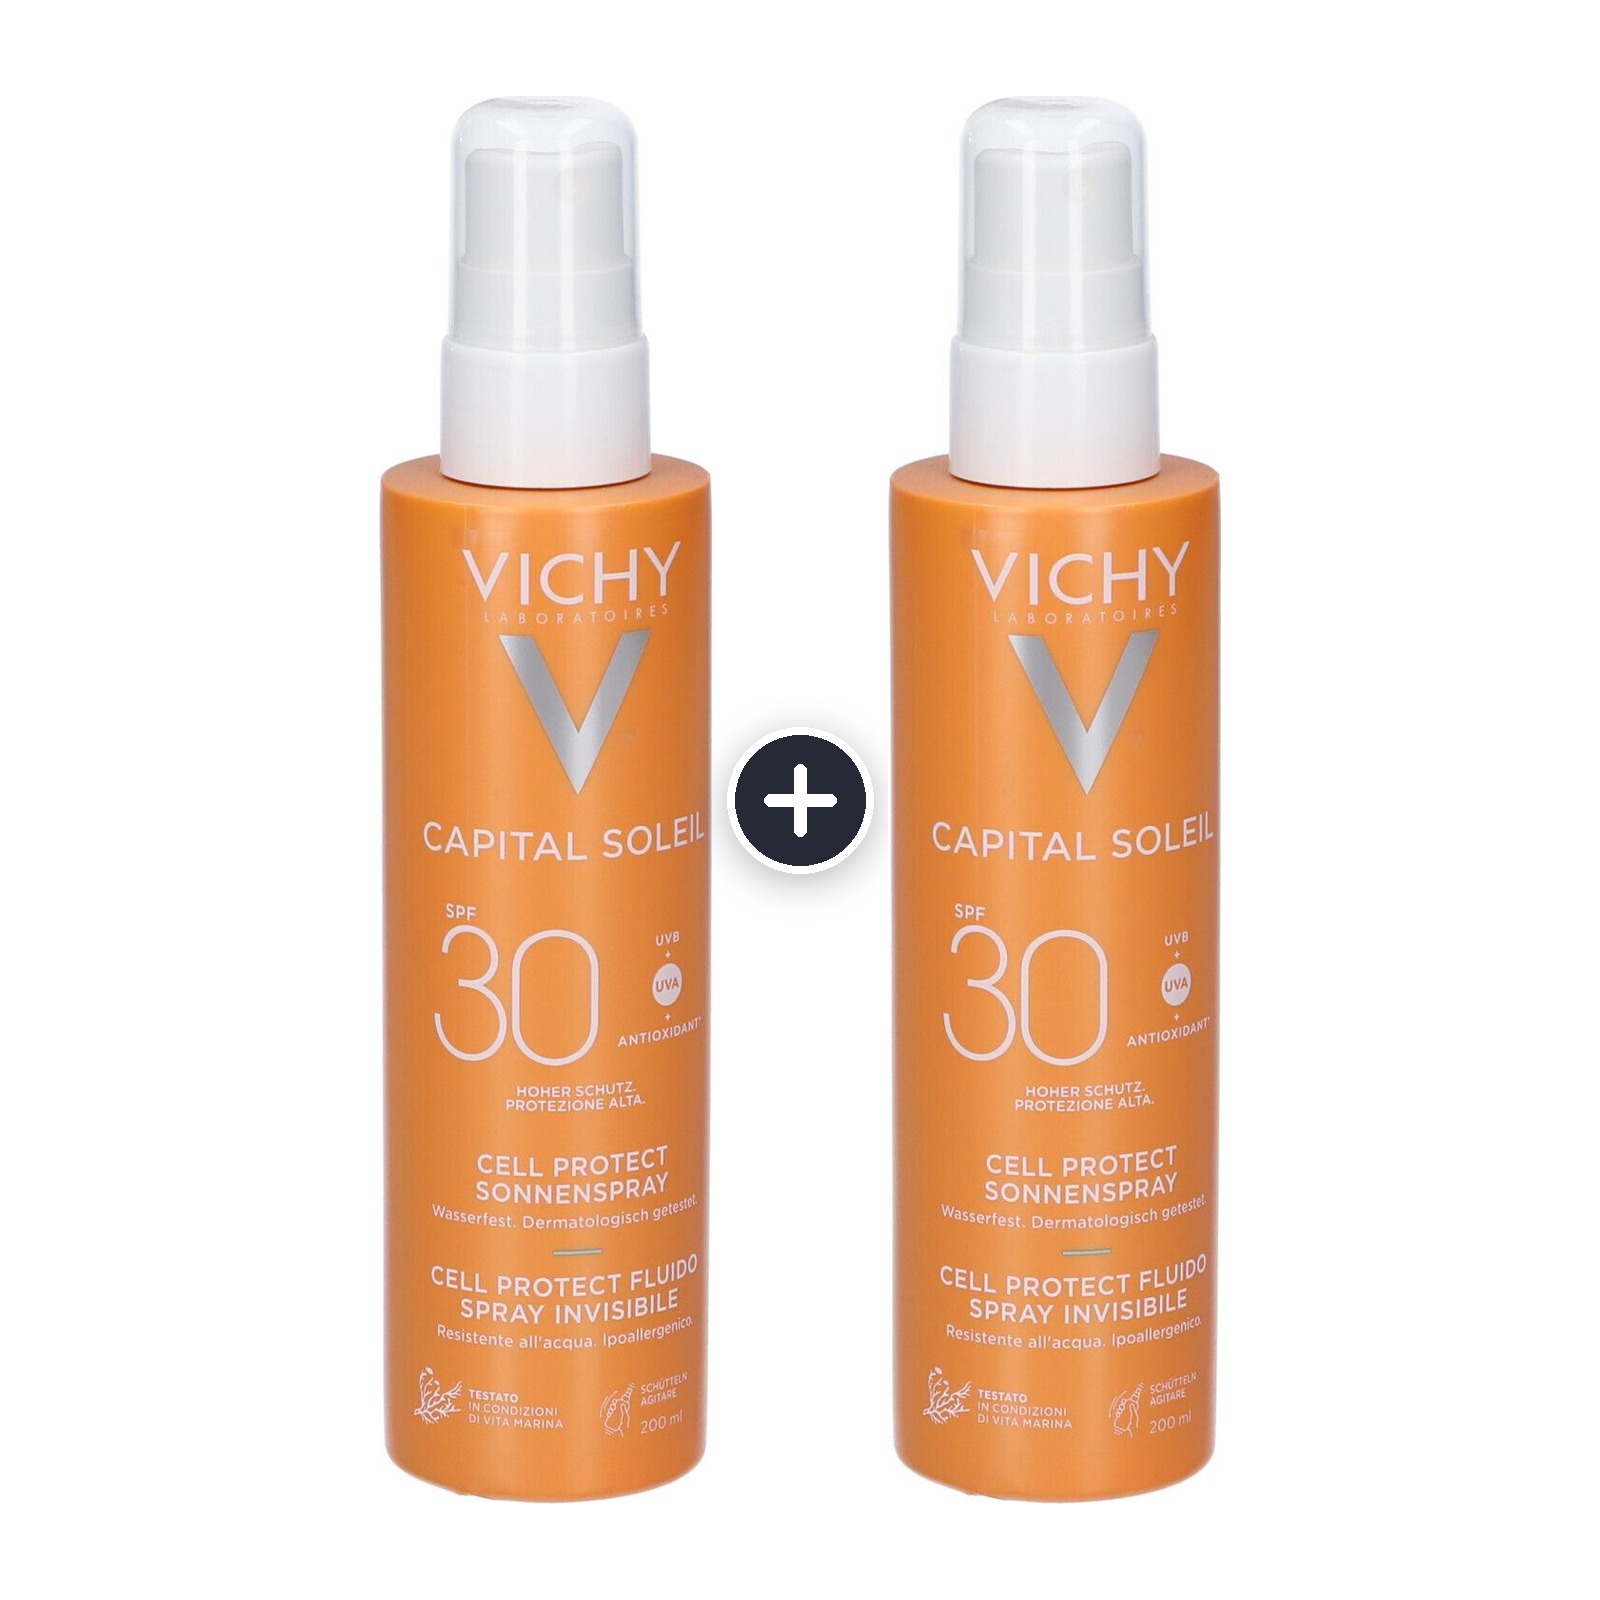 VICHY
LABORATOIRES
CAPITAL SOLEIL
SPF
30
UVB
+
UVA
+
ANTIOXIDANT*
HOHER SCHUTZ.
PROTEZIONE ALTA.
CELL PROTECT
SONNENSPRAY
Wasserfest. Dermatologisch getestet.
CELL PROTECT FLUIDO
SPRAY INVISIBILE
Resistente all'acqua. Ipoallergenico.
TESTATO
IN CONDIZIONI
DI VITA MARINA
SCHÜTTELN
AGITARE
200 ml
VICHY
LABORATOIRES
CAPITAL SOLEIL
SPF
30
UVB
+
UVA
+
ANTIOXIDANT*
HOHER SCHUTZ.
PROTEZIONE ALTA.
CELL PROTECT
SONNENSPRAY
Wasserfest. Dermatologisch getestet.
CELL PROTECT FLUIDO
SPRAY INVISIBILE
Resistente all'acqua. Ipoallergenico.
TESTATO
IN CONDIZIONI
DI VITA MARINA
SCHÜTTELN
AGITARE
200 ml